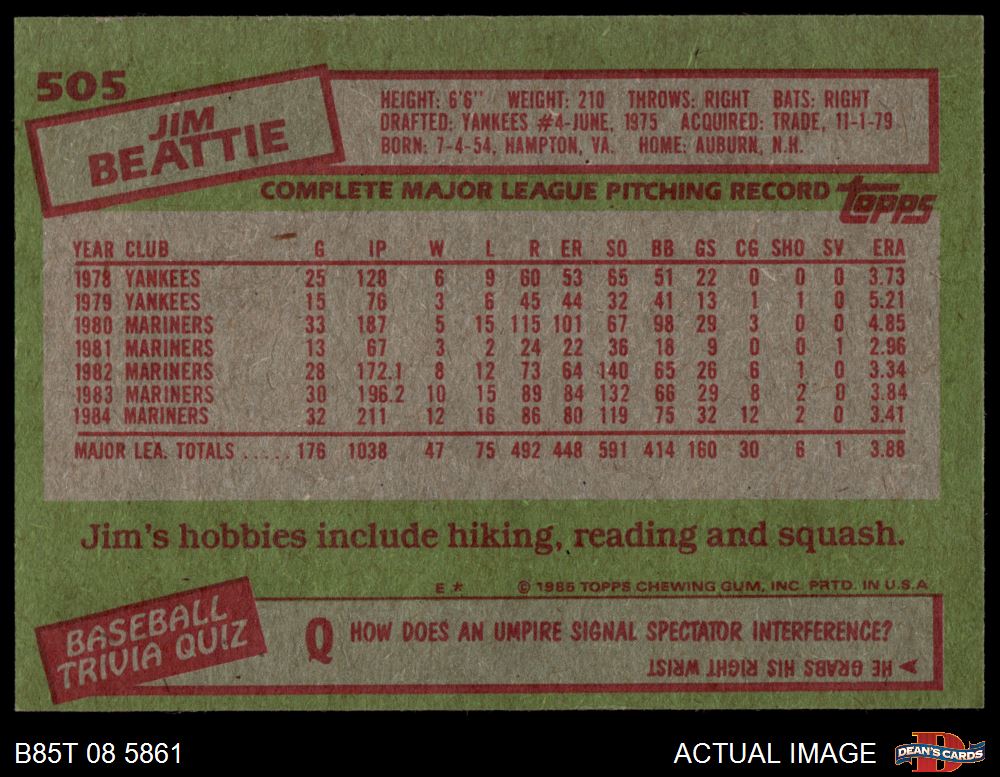 505
JIM
BEATTIE
HEIGHT: 6'6" WEIGHT: 210 THROWS: RIGHT BATS: RIGHT
DRAFTED: YANKEES #4-JUNE, 1975 ACQUIRED: TRADE, 11-1-79
BORN: 7-4-54, HAMPTON, VA. HOME: AUBURN, N.H.
COMPLETE MAJOR LEAGUE PITCHING RECORD topps
YEAR CLUB G IP W L R ER SO BB GS CG SHO SV ERA
1978 YANKEES 25 128 6 9 60 53 65 51 22 0 0 0 3.73
1979 YANKEES 15 76 3 6 45 44 32 41 13 1 1 0 5.21
1980 MARINERS 33 187 5 15 115 101 67 98 29 3 0 0 4.85
1981 MARINERS 13 67 3 2 24 22 36 18 9 0 0 1 2.96
1982 MARINERS 28 172.1 8 12 73 64 140 65 26 6 1 0 3.34
1983 MARINERS 30 196.2 10 15 89 84 132 66 29 8 2 0 3.84
1984 MARINERS 32 211 12 16 86 80 119 75 32 12 2 0 3.41
MAJOR LEA. TOTALS ..... 176 1038 47 75 492 448 591 414 160 30 6 1 3.88
Jim's hobbies include hiking, reading and squash.
E * © 1985 TOPPS CHEWING GUM, INC. PRTD. IN U.S.A
BASEBALL
TRIVIA QUIZ
Q HOW DOES AN UMPIRE SIGNAL SPECTATOR INTERFERENCE?
A HE GRABS HIS RIGHT WRIST
B85T 08 5861
ACTUAL IMAGE
D
DEAN'S CARDS